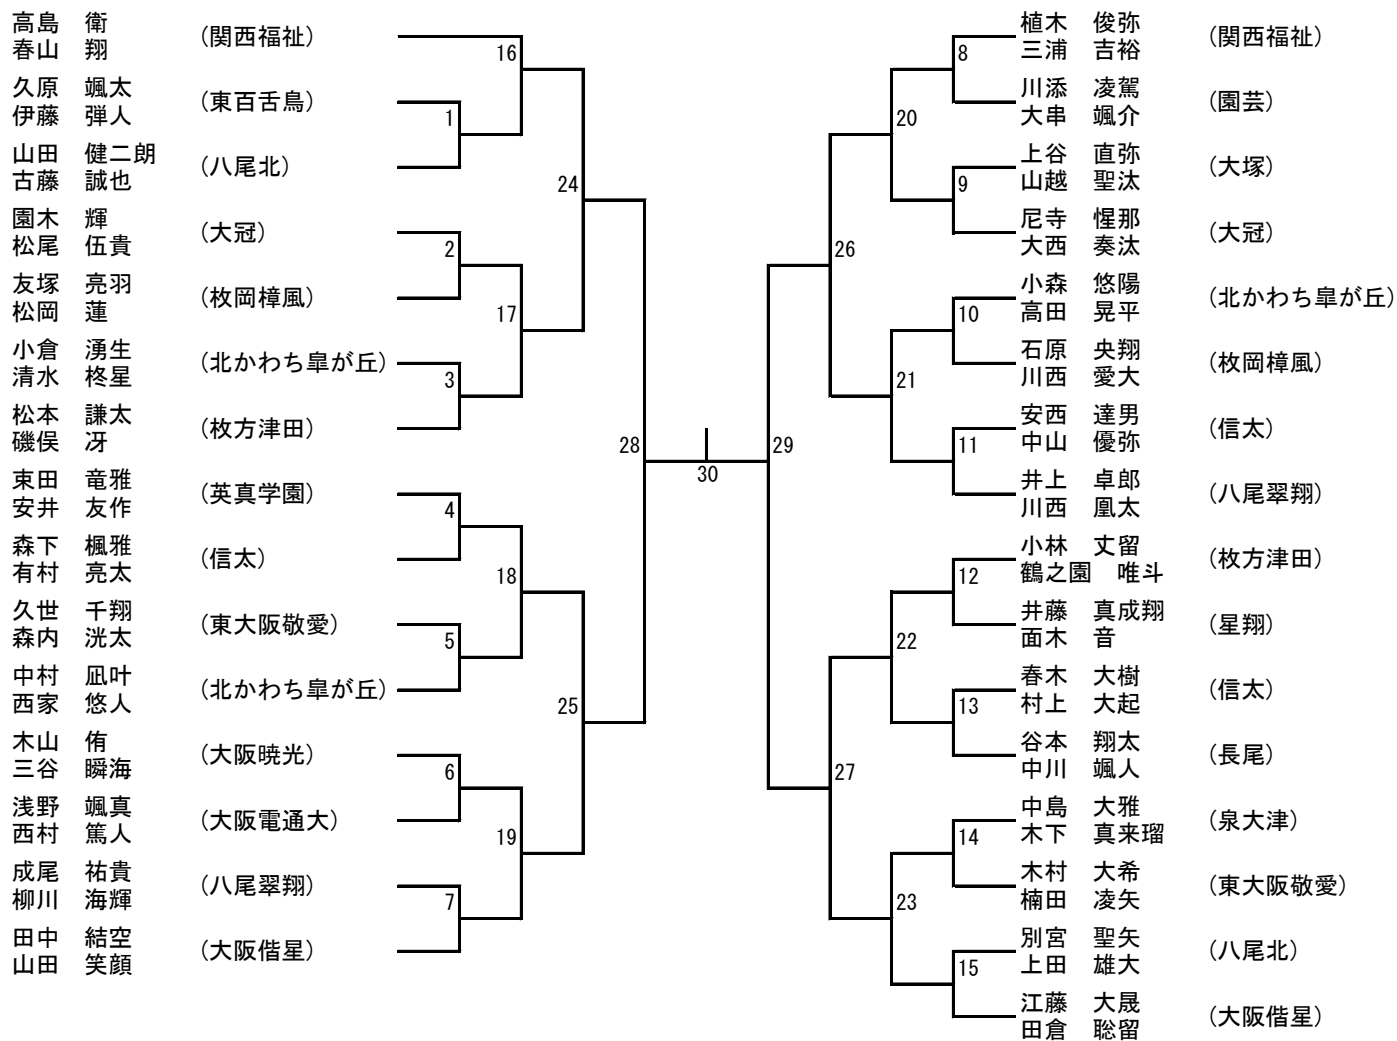 高島　衛
春山　翔
(関西福祉)
久原　颯太
伊藤　弾人
(東百舌鳥)
山田　健二朗
古藤　誠也
(八尾北)
園木　輝
松尾　伍貴
(大冠)
友塚　亮羽
松岡　蓮
(枚岡樟風)
小倉　湧生
清水　柊星
(北かわち皐が丘)
松本　謙太
磯俣　冴
(枚方津田)
東田　竜雅
安井　友作
(英真学園)
森下　楓雅
有村　亮太
(信太)
久世　千翔
森内　洸太
(東大阪敬愛)
中村　凪叶
西家　悠人
(北かわち皐が丘)
木山　侑
三谷　瞬海
(大阪暁光)
浅野　颯真
西村　篤人
(大阪電通大)
成尾　祐貴
柳川　海輝
(八尾翠翔)
田中　結空
山田　笑顔
(大阪偕星)
1
2
3
4
5
6
7
16
17
18
19
24
25
28
30
29
26
27
20
21
22
23
8
9
10
11
12
13
14
15
植木　俊弥
三浦　吉裕
(関西福祉)
川添　凌駕
大串　颯介
(園芸)
上谷　直弥
山越　聖汰
(大塚)
尼寺　惺那
大西　奏汰
(大冠)
小森　悠陽
高田　晃平
(北かわち皐が丘)
石原　央翔
川西　愛大
(枚岡樟風)
安西　達男
中山　優弥
(信太)
井上　卓郎
川西　凰太
(八尾翠翔)
小林　丈留
鶴之園　唯斗
(枚方津田)
井藤　真成翔
面木　音
(星翔)
春木　大樹
村上　大起
(信太)
谷本　翔太
中川　颯人
(長尾)
中島　大雅
木下　真来瑠
(泉大津)
木村　大希
楠田　凌矢
(東大阪敬愛)
別宮　聖矢
上田　雄大
(八尾北)
江藤　大晟
田倉　聡留
(大阪偕星)